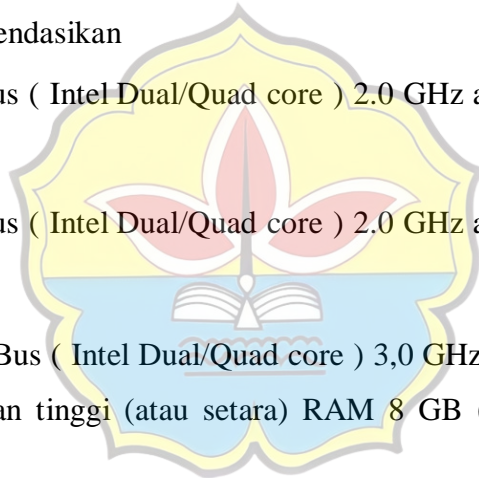 endasikan
us ( Intel Dual/Quad core ) 2.0 GHz a
us ( Intel Dual/Quad core ) 2.0 GHz a
Bus ( Intel Dual/Quad core ) 3,0 GHz
an tinggi (atau setara) RAM 8 GB (